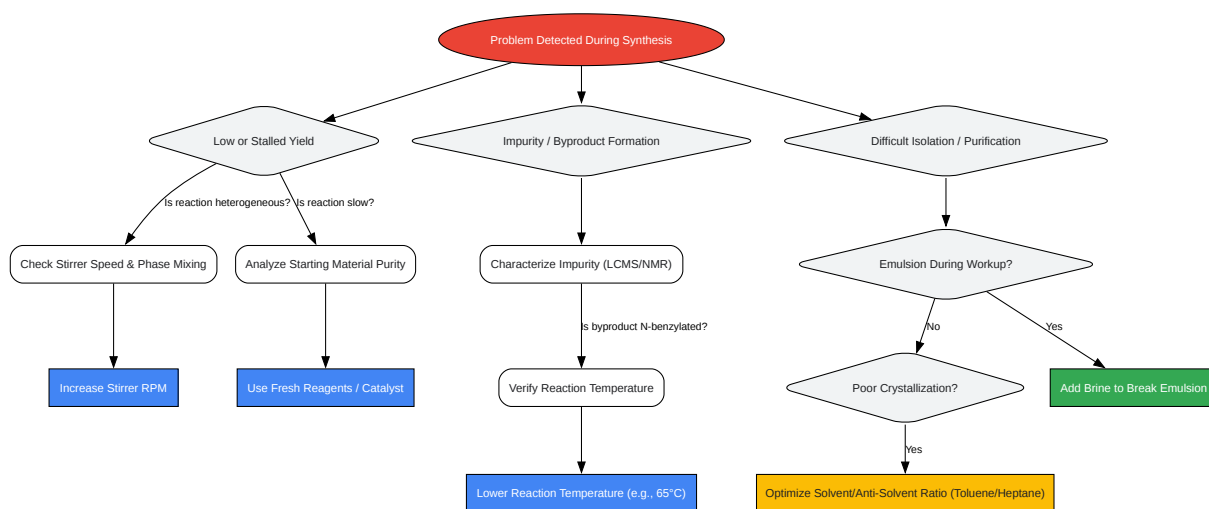 Problem Detected During Synthesis
Low or Stalled Yield
Impurity / Byproduct Formation
Difficult Isolation / Purification
Is reaction heterogeneous?
Is reaction slow?
Check Stirrer Speed & Phase Mixing
Analyze Starting Material Purity
Characterize Impurity (LCMS/NMR)
Emulsion During Workup?
Is byproduct N-benzylated?
No
Yes
Increase Stirrer RPM
Use Fresh Reagents / Catalyst
Verify Reaction Temperature
Poor Crystallization?
Add Brine to Break Emulsion
Yes
Lower Reaction Temperature (e.g., 65°C)
Optimize Solvent/Anti-Solvent Ratio (Toluene/Heptane)